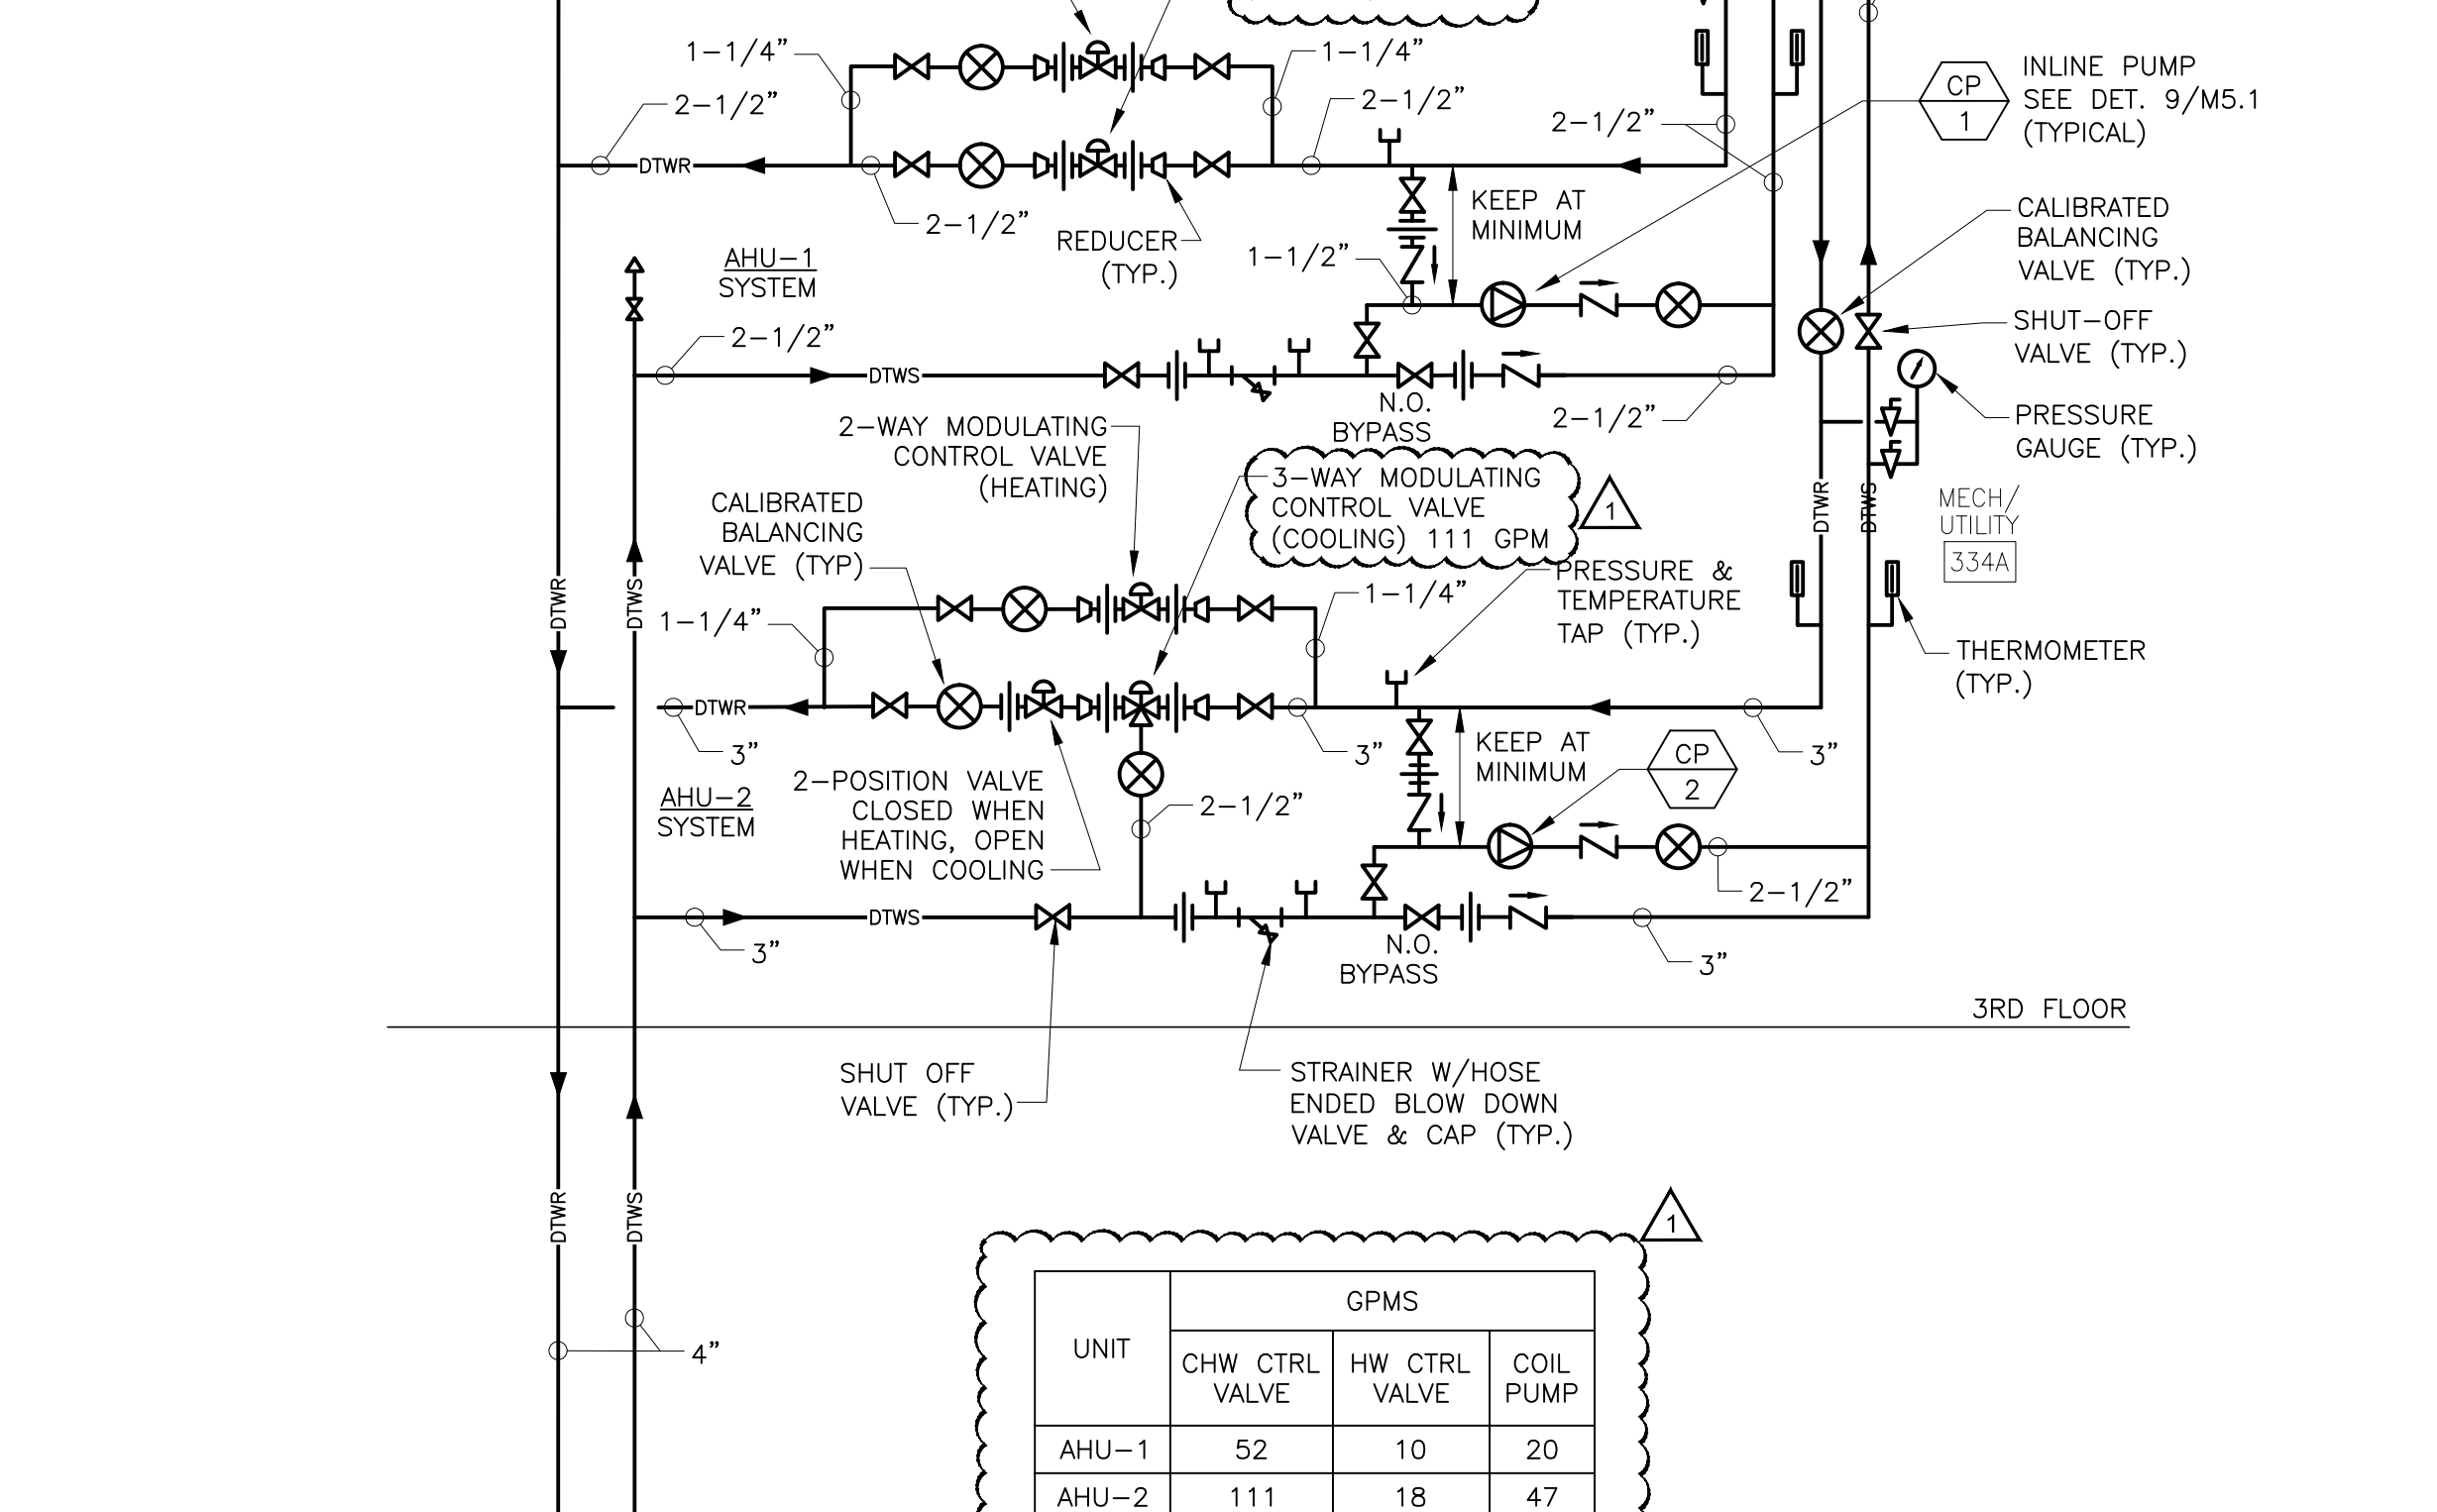 1-1/4"
1-1/4"
INLINE PUMP
SEE DET. 9/M5.1
(TYPICAL)
CP
1
2-1/2"
2-1/2"
2-1/2"
DTWR
2-1/2"
KEEP AT
MINIMUM
REDUCER
(TYP.)
1-1/2"
CALIBRATED
BALANCING
VALVE (TYP.)
AHU-1
SYSTEM
2-1/2"
DTWS
SHUT-OFF
VALVE (TYP.)
N.O.
BYPASS
2-1/2"
PRESSURE
GAUGE (TYP.)
2-WAY MODULATING
CONTROL VALVE
(HEATING)
3-WAY MODULATING
CONTROL VALVE
(COOLING) 111 GPM
1
CALIBRATED
BALANCING
VALVE (TYP)
DTWR
DTWS
MECH/
UTILITY
334A
DTWR
DTWS
1-1/4"
1-1/4"
PRESSURE &
TEMPERATURE
TAP (TYP.)
THERMOMETER
(TYP.)
DTWR
3"
3"
3"
KEEP AT
MINIMUM
CP
2
AHU-2
SYSTEM
2-POSITION VALVE
CLOSED WHEN
HEATING, OPEN
WHEN COOLING
2-1/2"
2-1/2"
DTWS
3"
N.O.
BYPASS
3"
3RD FLOOR
SHUT OFF
VALVE (TYP.)
STRAINER W/HOSE
ENDED BLOW DOWN
VALVE & CAP (TYP.)
DTWR
DTWS
4"
1
UNIT
GPMS
CHW CTRL
VALVE
HW CTRL
VALVE
COIL
PUMP
AHU-1 52 10 20
AHU-2 111 18 47